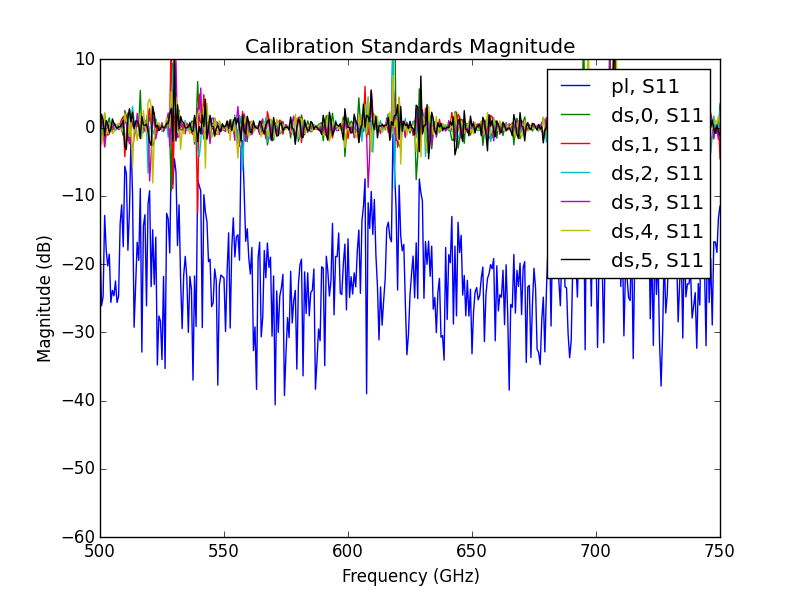 Calibration Standards Magnitude
10
0
−10
−20
−30
−40
−50
−60
Magnitude (dB)
pl, S11
ds,0, S11
ds,1, S11
ds,2, S11
ds,3, S11
ds,4, S11
ds,5, S11
500
550
600
650
700
750
Frequency (GHz)